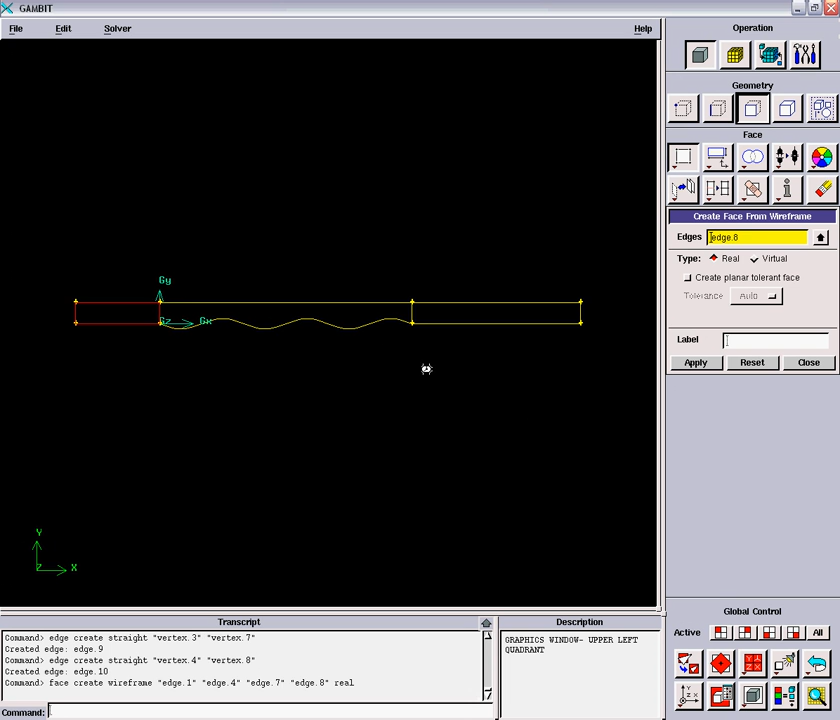 GAMBIT
File Edit Solver Help
Operation
Geometry
Face
Create Face From Wireframe
Edges edge.8
Type: Real Virtual
Create planar tolerant face
Tolerance Auto
Label
Apply Reset Close
Gy
Gz Gx
Y
Z X
Global Control
Active All
Transcript
Command> edge create straight "vertex.3" "vertex.7"
Created edge: edge.9
Command> edge create straight "vertex.4" "vertex.8"
Created edge: edge.10
Command> face create wireframe "edge.1" "edge.4" "edge.7" "edge.8" real
Command:
Description
GRAPHICS WINDOW- UPPER LEFT
QUADRANT